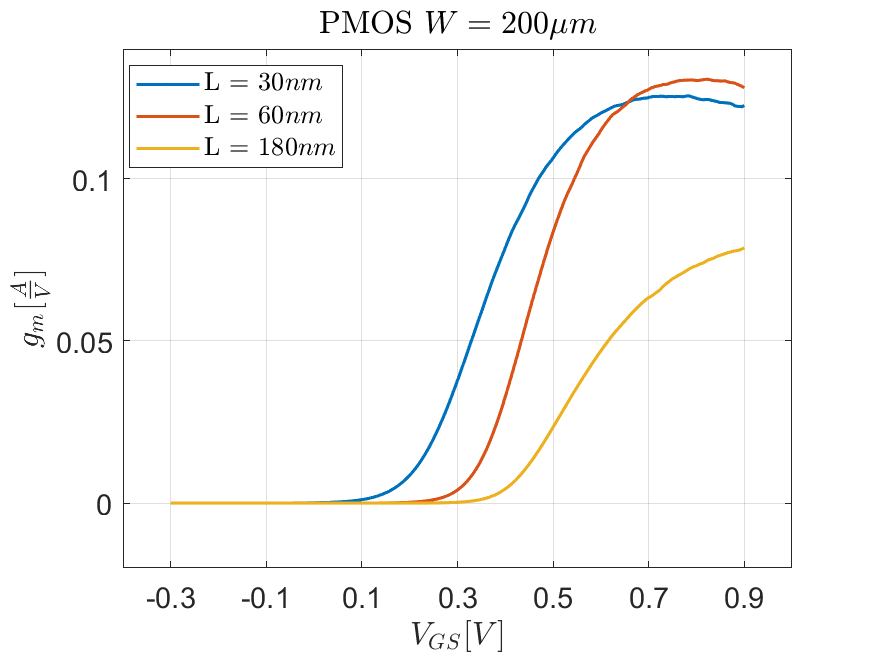 PMOS W = 200μm
L = 30nm
L = 60nm
L = 180nm
0.1
0.05
0
g_m [A/V]
-0.3 -0.1 0.1 0.3 0.5 0.7 0.9
V_GS [V]